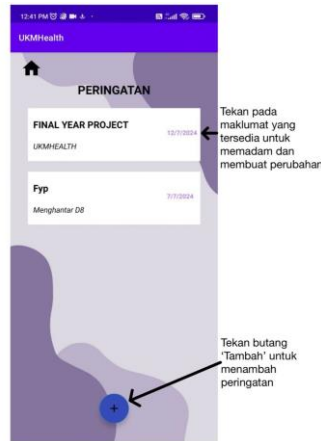 12:41 PM
UKMHealth
PERINGATAN
FINAL YEAR PROJECT
12/7/2024
UKMHEALTH
Fyp
7/7/2024
Menghantar D8
+
Tekan pada
maklumat yang
tersedia untuk
memadam dan
membuat perubahan
Tekan butang
'Tambah' untuk
menambah
peringatan